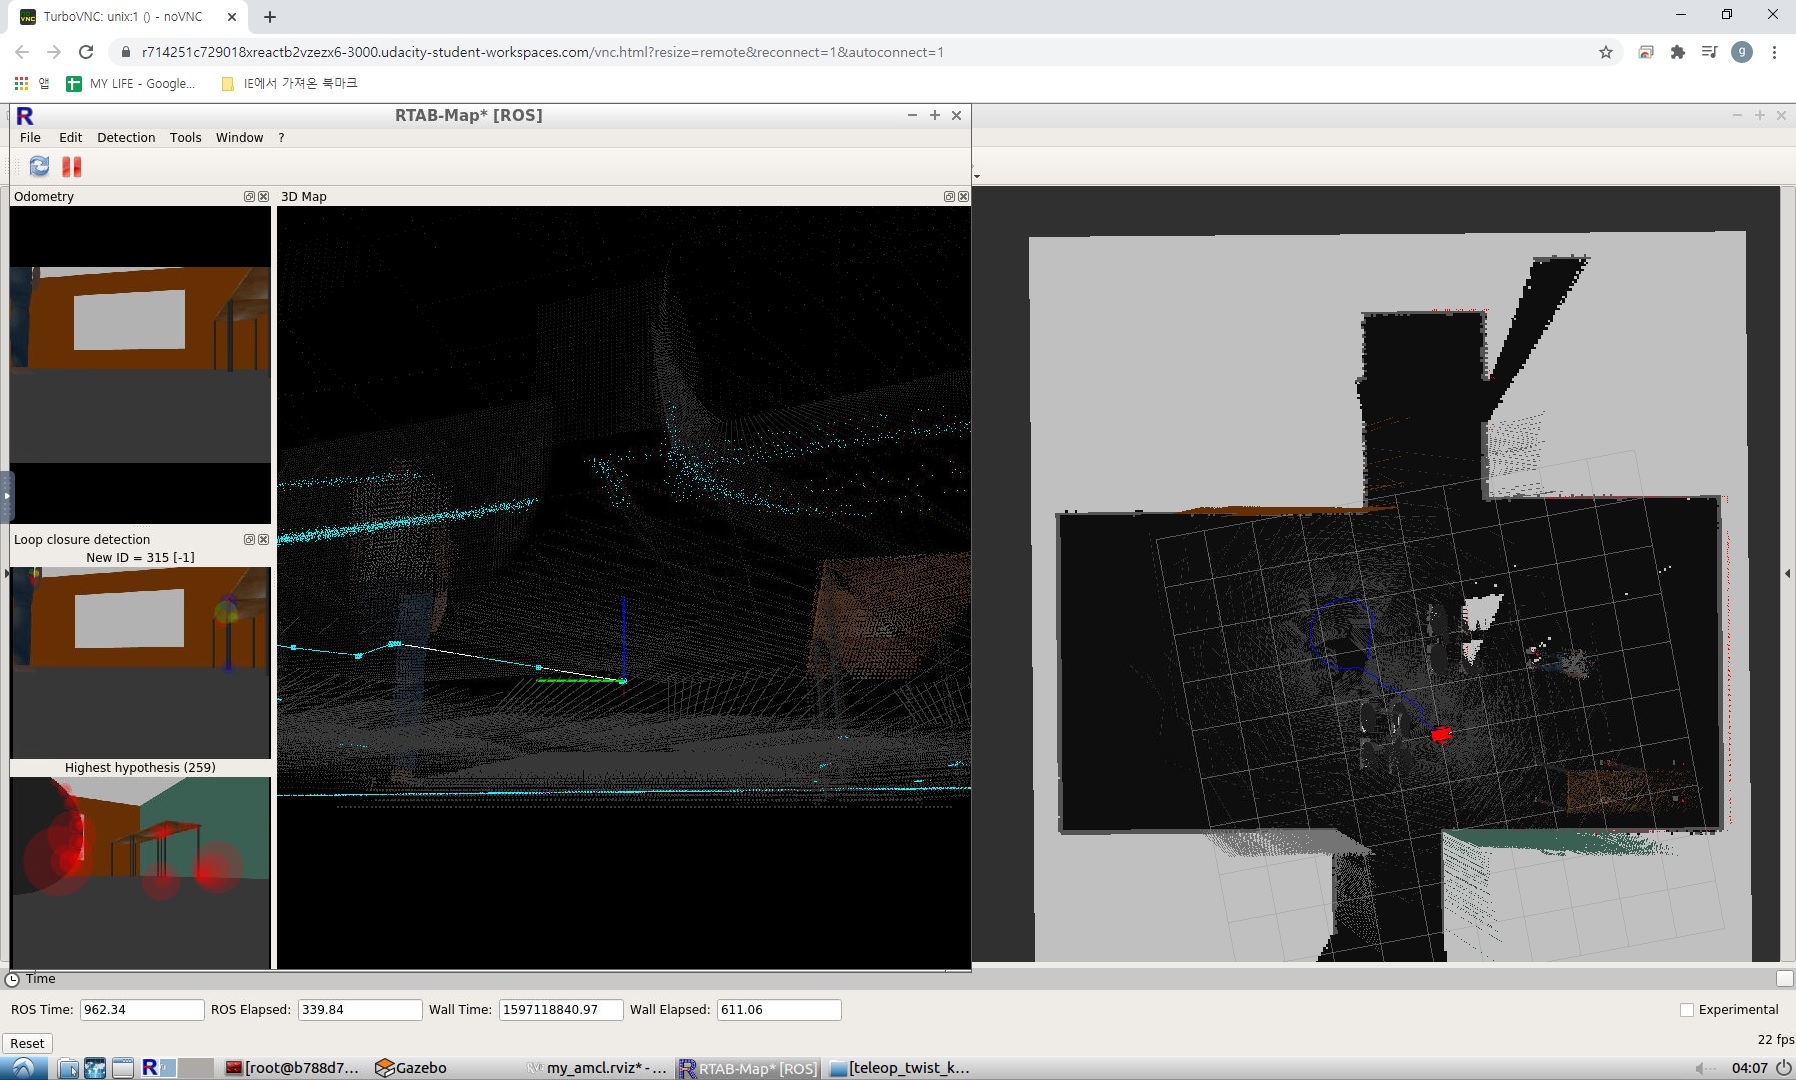 TurboVNC: unix:1 () - noVNC
r714251c729018xreactb2vzezx6-3000.udacity-student-workspaces.com/vnc.html?resize=remote&reconnect=1&autoconnect=1
g
앱
MY LIFE - Google...
IE에서 가져온 북마크
RTAB-Map* [ROS]
File Edit Detection Tools Window ?
Odometry
3D Map
Loop closure detection
New ID = 315 [-1]
Highest hypothesis (259)
Time
ROS Time: 962.34 ROS Elapsed: 339.84 Wall Time: 1597118840.97 Wall Elapsed: 611.06 Experimental
Reset
22 fps
[root@b788d7... Gazebo my_amcl.rviz* - ... RTAB-Map* [ROS] [teleop_twist_k... 04:07